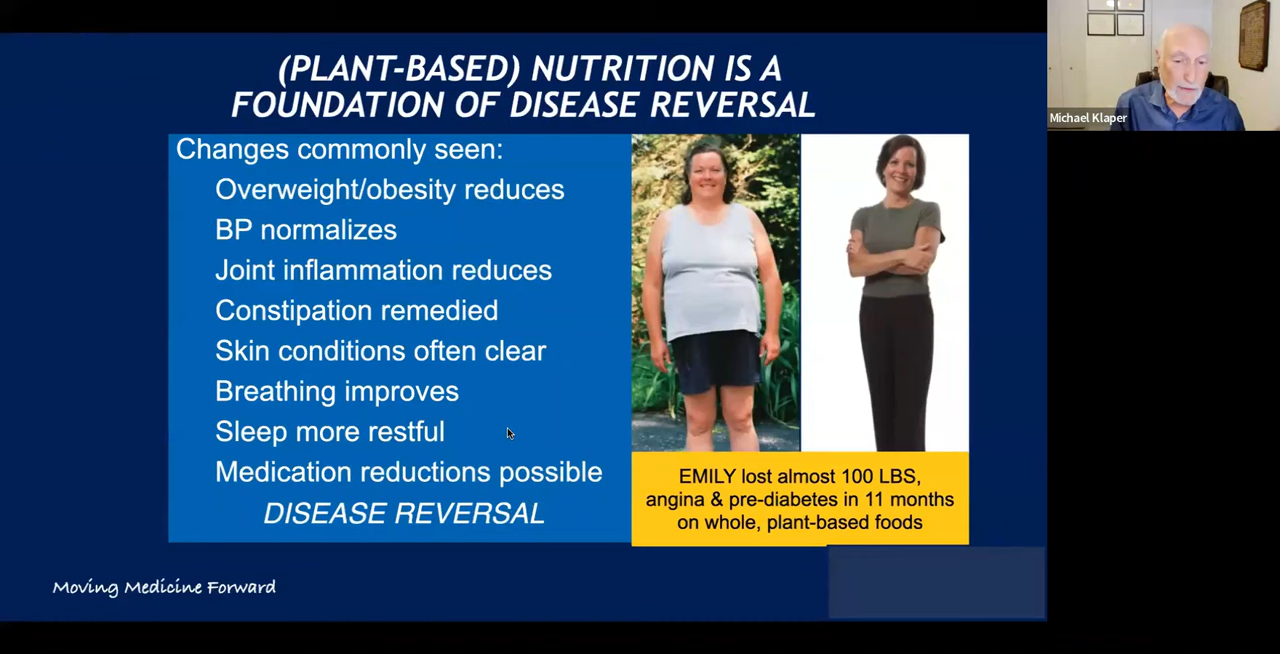 (PLANT-BASED) NUTRITION IS A
FOUNDATION OF DISEASE REVERSAL
Changes commonly seen:
Overweight/obesity reduces
BP normalizes
Joint inflammation reduces
Constipation remedied
Skin conditions often clear
Breathing improves
Sleep more restful
Medication reductions possible
DISEASE REVERSAL
EMILY lost almost 100 LBS,
angina & pre-diabetes in 11 months
on whole, plant-based foods
Moving Medicine Forward
Michael Klaper